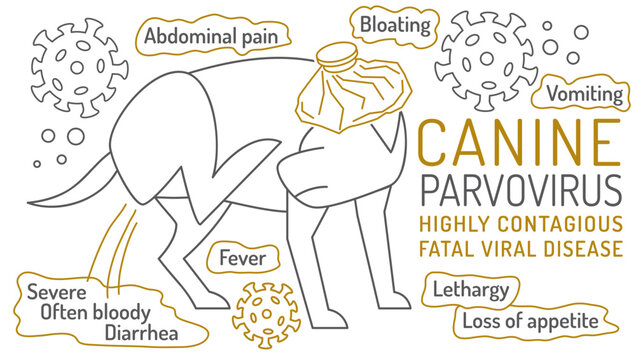 Abdominal pain
Bloating
Vomiting
CANINE
PARVOVIRUS
HIGHLY CONTAGIOUS
FATAL VIRAL DISEASE
Fever
Severe
Often bloody
Diarrhea
Lethargy
Loss of appetite